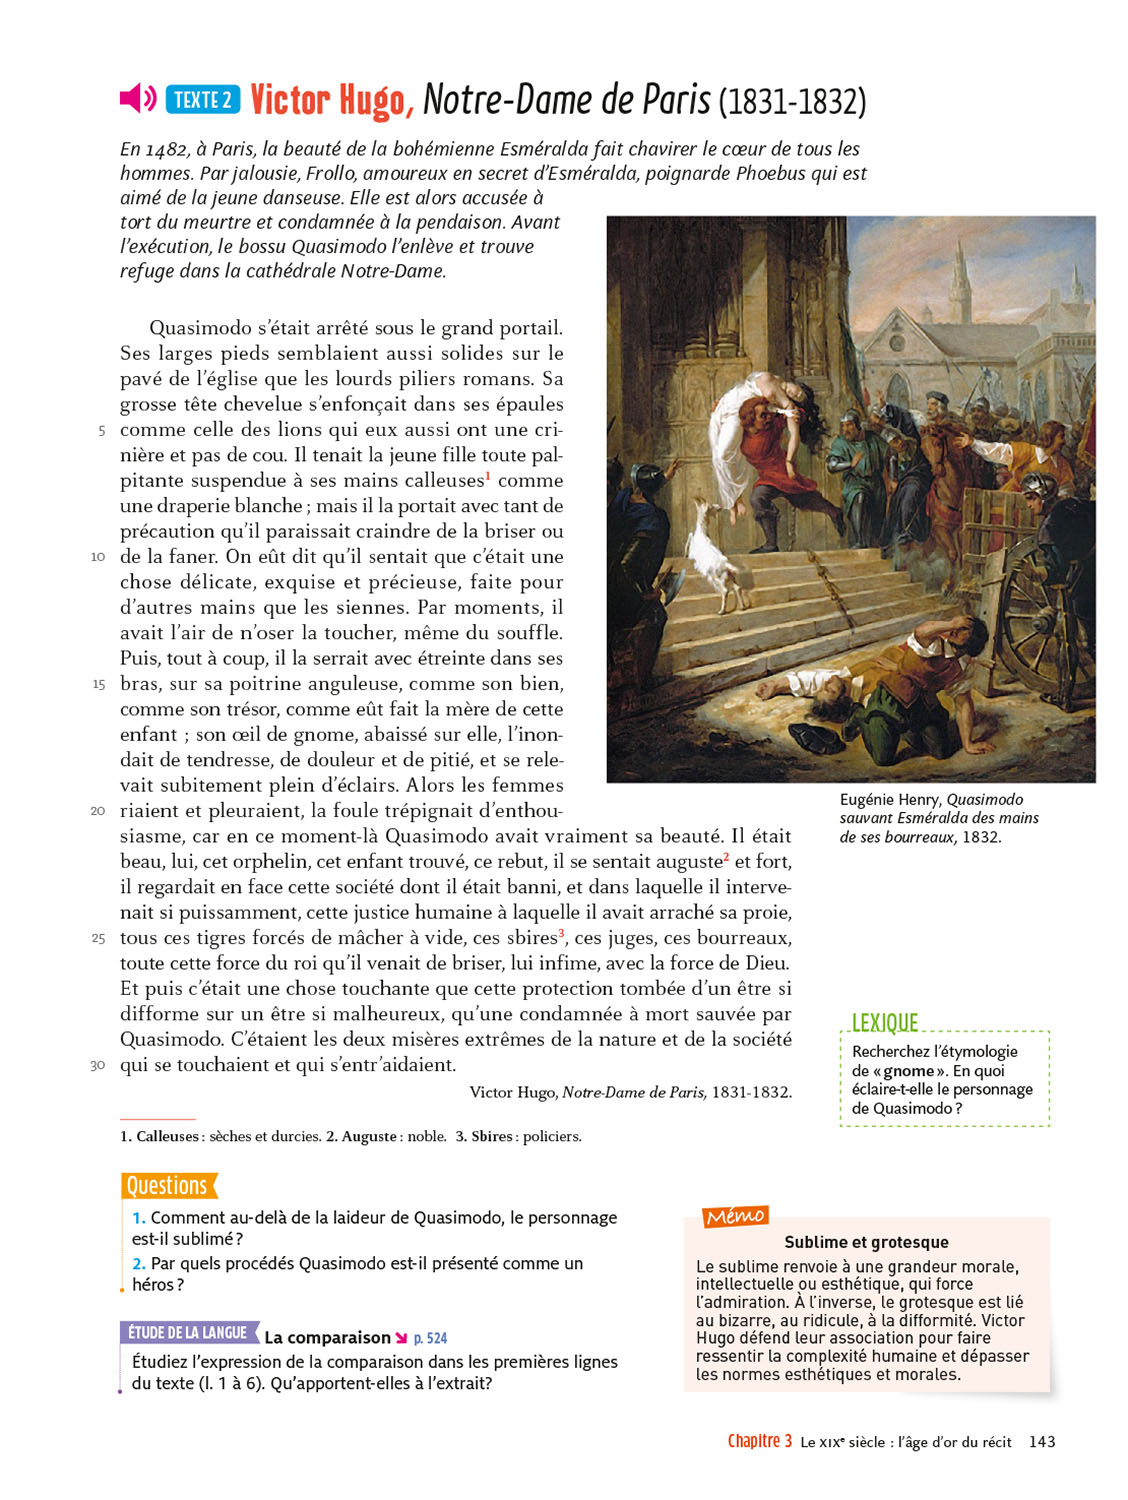 TEXTE 2 Victor Hugo, Notre-Dame de Paris (1831-1832)
En 1482, à Paris, la beauté de la bohémienne Esméralda fait chavirer le cœur de tous les
hommes. Par jalousie, Frollo, amoureux en secret d’Esméralda, poignarde Phoebus qui est
aimé de la jeune danseuse. Elle est alors accusée à
tort du meurtre et condamnée à la pendaison. Avant
l’exécution, le bossu Quasimodo l’enlève et trouve
refuge dans la cathédrale Notre-Dame.
Quasimodo s’était arrêté sous le grand portail.
Ses larges pieds semblaient aussi solides sur le
pavé de l’église que les lourds piliers romans. Sa
grosse tête chevelue s’enfonçait dans ses épaules
5 comme celle des lions qui eux aussi ont une cri-
nière et pas de cou. Il tenait la jeune fille toute pal-
pitante suspendue à ses mains calleuses1 comme
une draperie blanche ; mais il la portait avec tant de
précaution qu’il paraissait craindre de la briser ou
10 de la faner. On eût dit qu’il sentait que c’était une
chose délicate, exquise et précieuse, faite pour
d’autres mains que les siennes. Par moments, il
avait l’air de n’oser la toucher, même du souffle.
Puis, tout à coup, il la serrait avec étreinte dans ses
15 bras, sur sa poitrine anguleuse, comme son bien,
comme son trésor, comme eût fait la mère de cette
enfant ; son œil de gnome, abaissé sur elle, l’inon-
dait de tendresse, de douleur et de pitié, et se rele-
vait subitement plein d’éclairs. Alors les femmes
20 riaient et pleuraient, la foule trépignait d’enthou-
siasme, car en ce moment-là Quasimodo avait vraiment sa beauté. Il était
beau, lui, cet orphelin, cet enfant trouvé, ce rebut, il se sentait auguste2 et fort,
il regardait en face cette société dont il était banni, et dans laquelle il interve-
nait si puissamment, cette justice humaine à laquelle il avait arraché sa proie,
25 tous ces tigres forcés de mâcher à vide, ces sbires3, ces juges, ces bourreaux,
toute cette force du roi qu’il venait de briser, lui infime, avec la force de Dieu.
Et puis c’était une chose touchante que cette protection tombée d’un être si
difforme sur un être si malheureux, qu’une condamnée à mort sauvée par
Quasimodo. C’étaient les deux misères extrêmes de la nature et de la société
30 qui se touchaient et qui s’entr’aidaient.
Victor Hugo, Notre-Dame de Paris, 1831-1832.
1. Calleuses : sèches et durcies. 2. Auguste : noble. 3. Sbires : policiers.
Eugénie Henry, Quasimodo
sauvant Esméralda des mains
de ses bourreaux, 1832.
LEXIQUE
Recherchez l’étymologie
de « gnome ». En quoi
éclaire-t-elle le personnage
de Quasimodo ?
Questions
1. Comment au-delà de la laideur de Quasimodo, le personnage
est-il sublimé ?
2. Par quels procédés Quasimodo est-il présenté comme un
héros ?
ÉTUDE DE LA LANGUE La comparaison ➘ p. 524
Étudiez l’expression de la comparaison dans les premières lignes
du texte (l. 1 à 6). Qu’apportent-elles à l’extrait?
Mémo
Sublime et grotesque
Le sublime renvoie à une grandeur morale,
intellectuelle ou esthétique, qui force
l’admiration. À l’inverse, le grotesque est lié
au bizarre, au ridicule, à la difformité. Victor
Hugo défend leur association pour faire
ressentir la complexité humaine et dépasser
les normes esthétiques et morales.
Chapitre 3 Le XIXe siècle : l’âge d’or du récit 143